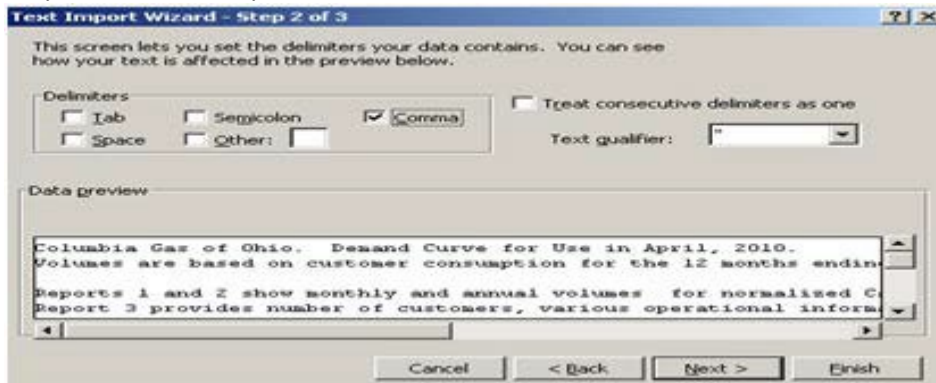 Text Import Wizard - Step 2 of 3
This screen lets you set the delimiters your data contains. You can see
how your text is affected in the preview below.
Delimiters
Tab Semicolon Comma
Space Other:
Treat consecutive delimiters as one
Text qualifier: "
Data preview
Columbia Gas of Ohio. Demand Curve for Use in April, 2010.
Volumes are based on customer consumption for the 12 months
Reports 1 and 2 show monthly and annual volumes for normalized
Report 3 provides number of customers, various operational
Cancel < Back Next > Finish